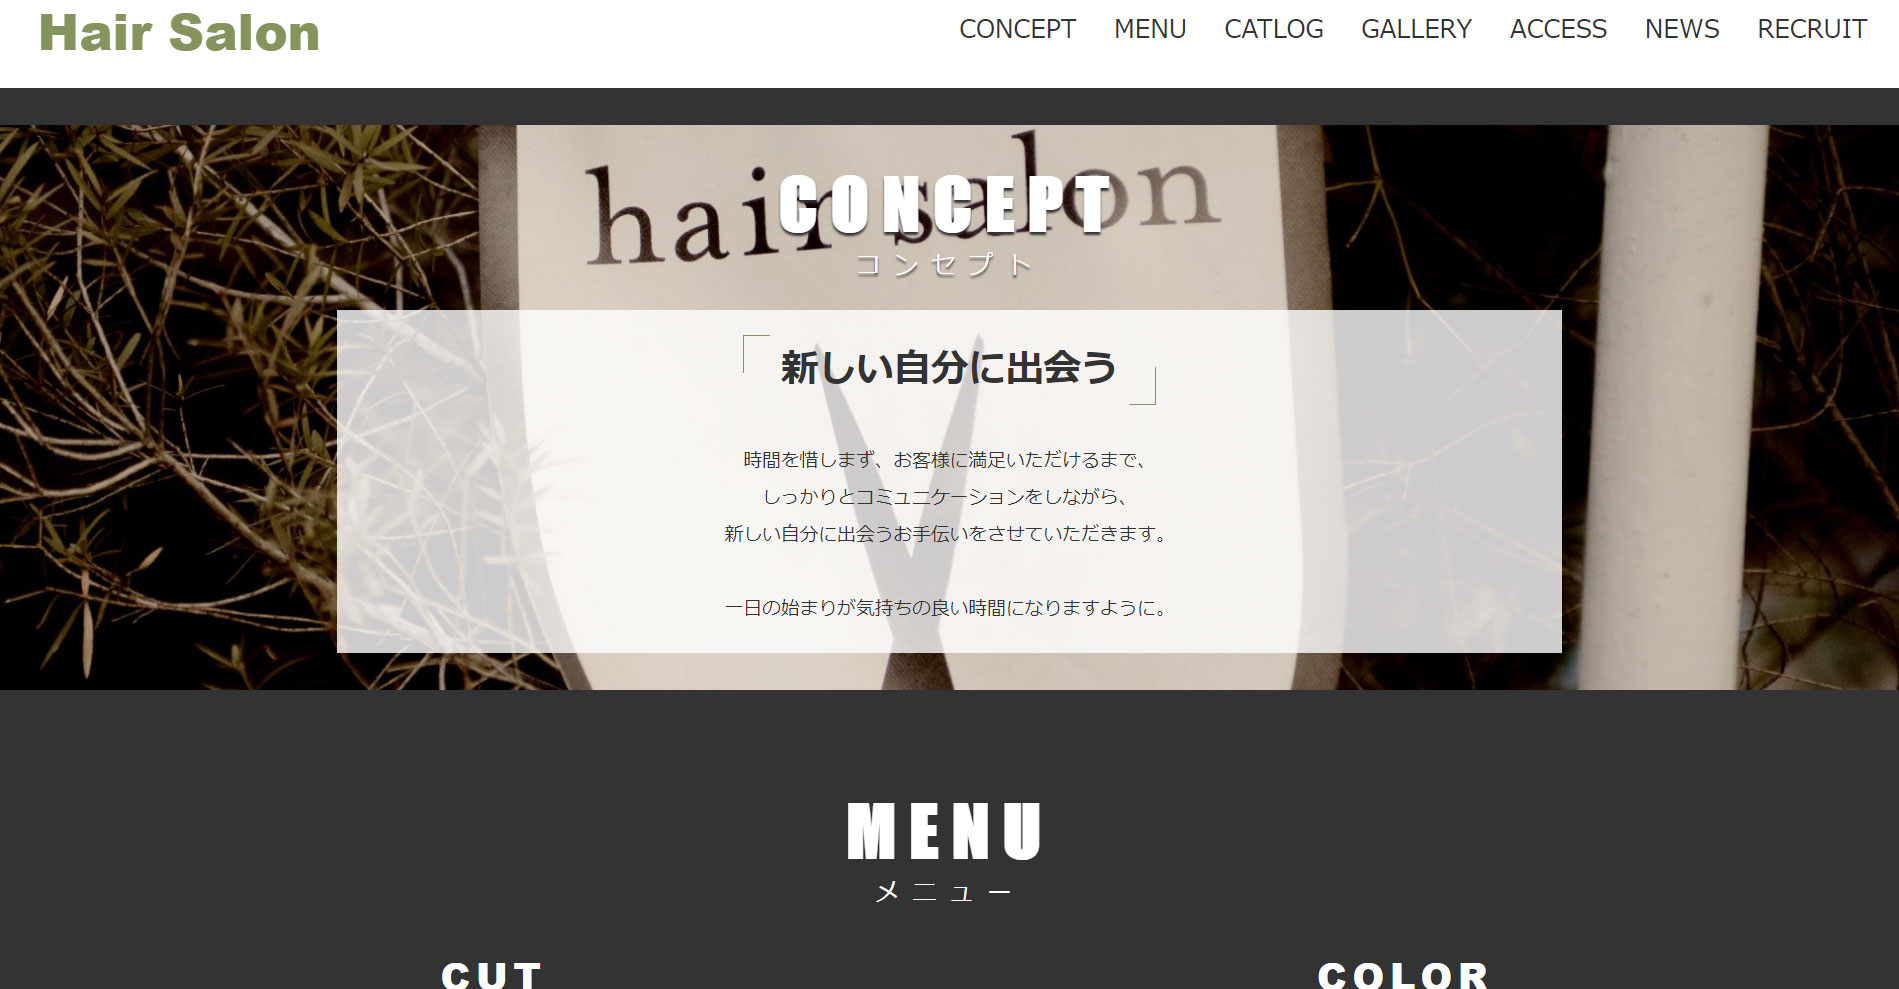 Hair Salon
CONCEPT MENU CATLOG GALLERY ACCESS NEWS RECRUIT
hair salon
CONCEPT
コンセプト
新しい自分に出会う
時間を惜しまず、お客様に満足いただけるまで、
しっかりとコミュニケーションをしながら、
新しい自分に出会うお手伝いをさせていただきます。
一日の始まりが気持ちの良い時間になりますように。
MENU
メニュー
CUT
COLOR